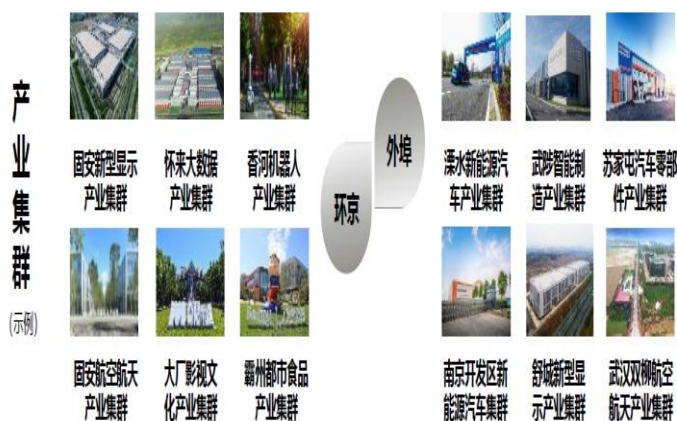 产业集群
(示例)
固安新型显示
产业集群
怀来大数据
产业集群
香河机器人
产业集群
固安航空航天
产业集群
大厂影视文
化产业集群
霸州都市食品
产业集群
环京
外埠
溧水新能源汽
车产业集群
武陟智能制
造产业集群
苏家屯汽车零部
件产业集群
南京开发区新
能源汽车集群
舒城新型显
示产业集群
武汉双柳航空
航天产业集群